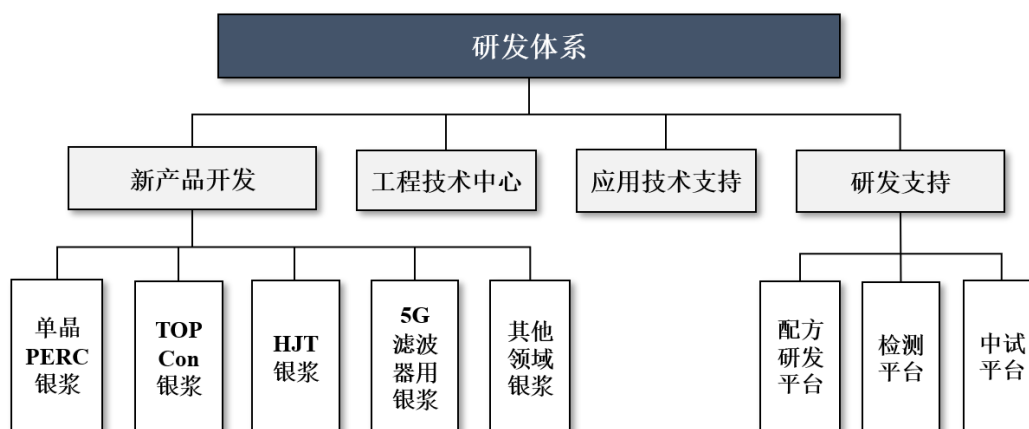 研发体系
新产品开发
工程技术中心
应用技术支持
研发支持
单晶
PERC
银浆
TOP
Con
银浆
HJT
银浆
5G
滤波
器用
银浆
其他
领域
银浆
配方
研发
平台
检测
平台
中试
平台